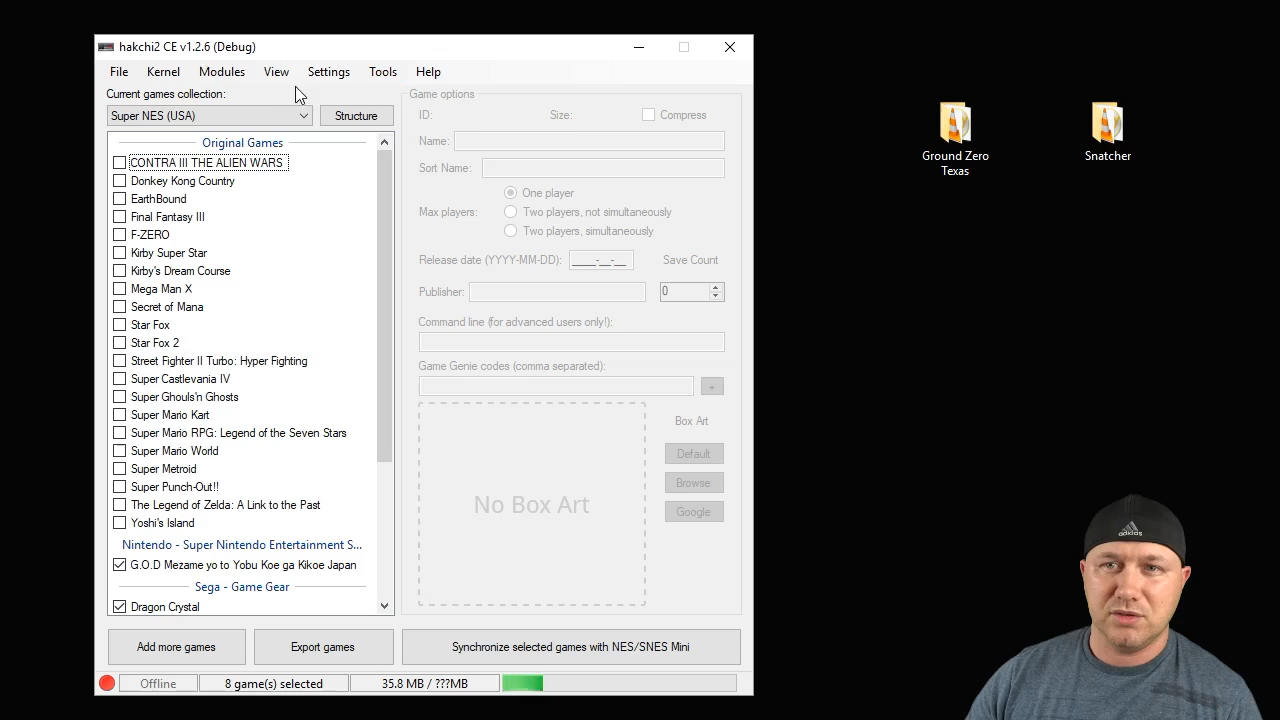 hakchi2 CE v1.2.6 (Debug)
File Kernel Modules View Settings Tools Help
Current games collection:
Super NES (USA)
Structure
Original Games
CONTRA III THE ALIEN WARS
Donkey Kong Country
EarthBound
Final Fantasy III
F-ZERO
Kirby Super Star
Kirby's Dream Course
Mega Man X
Secret of Mana
Star Fox
Star Fox 2
Street Fighter II Turbo: Hyper Fighting
Super Castlevania IV
Super Ghouls'n Ghosts
Super Mario Kart
Super Mario RPG: Legend of the Seven Stars
Super Mario World
Super Metroid
Super Punch-Out!!
The Legend of Zelda: A Link to the Past
Yoshi's Island
Nintendo - Super Nintendo Entertainment S...
G.O.D Mezame yo to Yobu Koe ga Kikoe Japan
Sega - Game Gear
Dragon Crystal
Add more games
Export games
Game options
ID: Size: Compress
Name:
Sort Name:
One player
Max players: Two players, not simultaneously
Two players, simultaneously
Release date (YYYY-MM-DD): ____-__-__ Save Count
Publisher: 0
Command line (for advanced users only!):
Game Genie codes (comma separated):
+
No Box Art
Box Art
Default
Browse
Google
Synchronize selected games with NES/SNES Mini
Offline 8 game(s) selected 35.8 MB / ???MB
Ground Zero
Texas
Snatcher
adidas